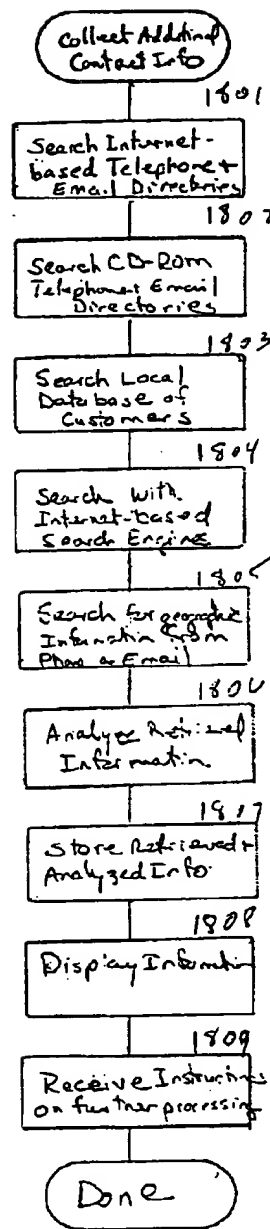 Collect Additional
Contact Info
1801
Search Internet-
based Telephone +
Email Directories
1802
Search CD-ROM
Telephone + Email
Directories
1803
Search Local
Database of
Customers
1804
Search with
Internet-based
Search Engines
1805
Search for geographic
Information from
Phone or Email
1806
Analyze Retrieved
Information
1807
Store Retrieved +
Analyzed Info.
1808
Display Information
1809
Receive Instructions
on further processing
Done